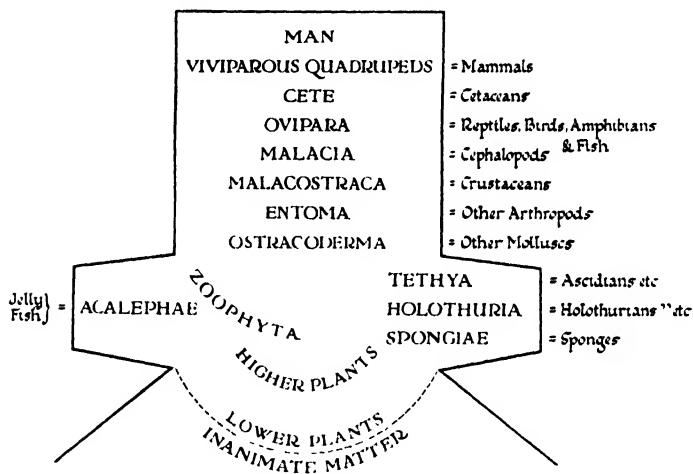 MAN
VIVIPAROUS QUADRUPEDS = Mammals
CETE = Cetaceans
OVIPARA = Reptiles, Birds, Amphibians & Fish
MALACIA = Cephalopods
MALACOSTRACA = Crustaceans
ENTOMA = Other Arthropods
OSTRACODERMA = Other Molluscs
Jelly Fish } = ACALEPHAE
ZOOPHYTA
TETHYA = Ascidians etc
HOLOTHURIA = Holothurians" etc
SPONGIAE = Sponges
HIGHER PLANTS
LOWER PLANTS
INANIMATE MATTER